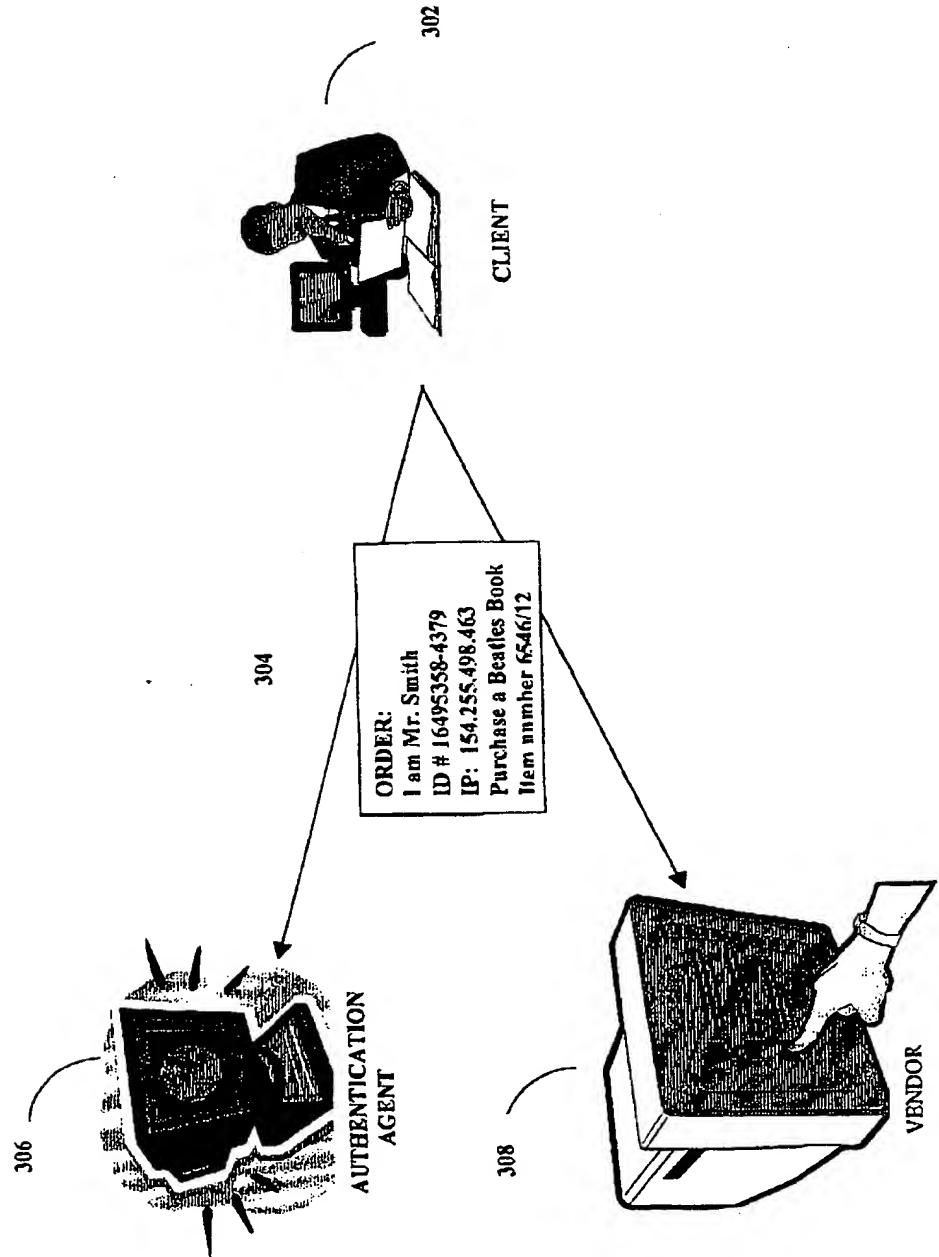 306
AUTHENTICATION
AGENT
304
ORDER:
I am Mr. Smith
ID # 16495358-4379
IP: 154.255.498.463
Purchase a Beatles Book
Item number 6546/12
302
CLIENT
308
VENDOR